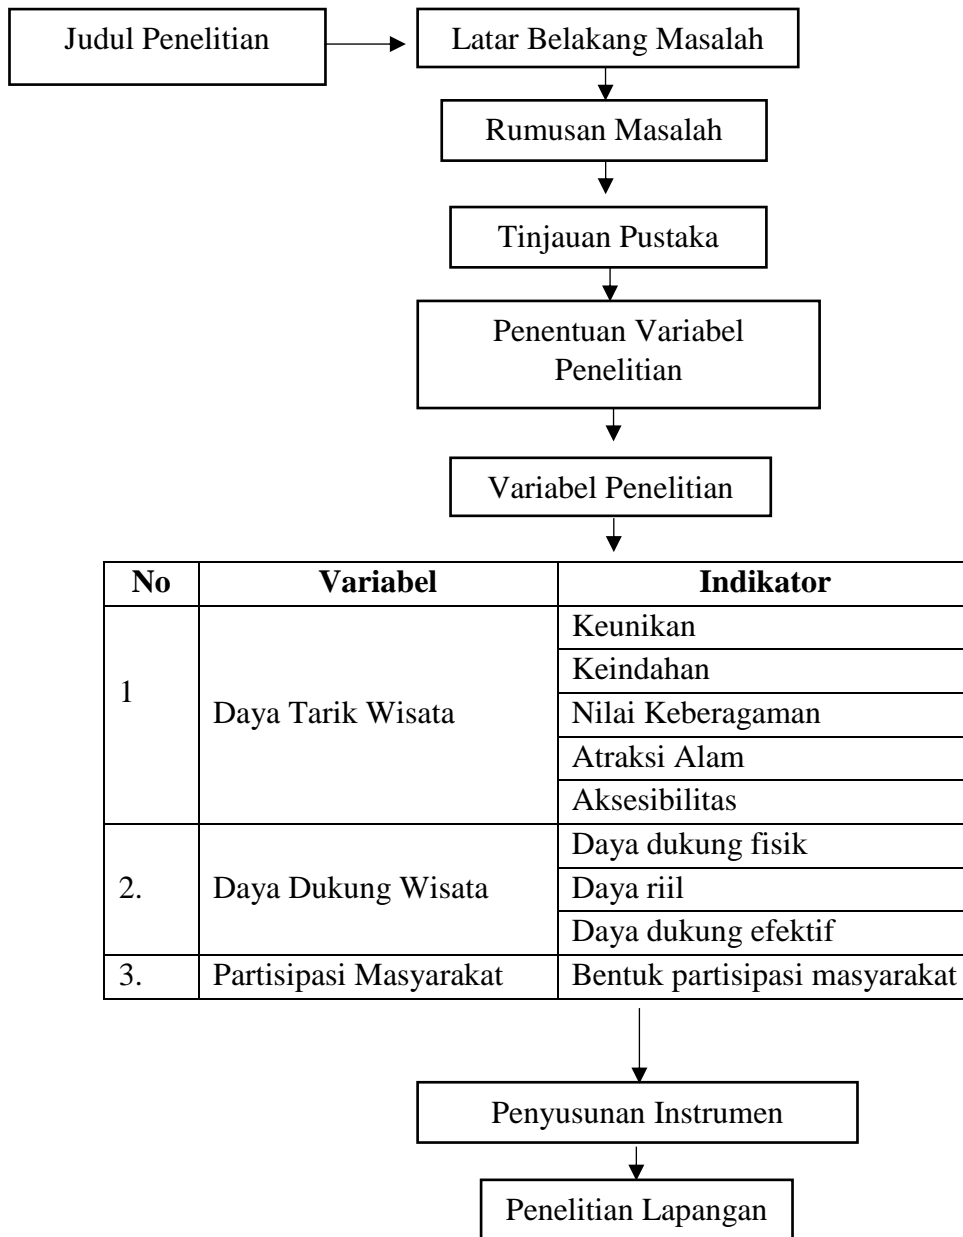 Judul Penelitian
Latar Belakang Masalah
Rumusan Masalah
Tinjauan Pustaka
Penentuan Variabel
Penelitian
Variabel Penelitian
No Variabel Indikator
1 Daya Tarik Wisata Keunikan
Keindahan
Nilai Keberagaman
Atraksi Alam
Aksesibilitas
2. Daya Dukung Wisata Daya dukung fisik
Daya riil
Daya dukung efektif
3. Partisipasi Masyarakat Bentuk partisipasi masyarakat
Penyusunan Instrumen
Penelitian Lapangan